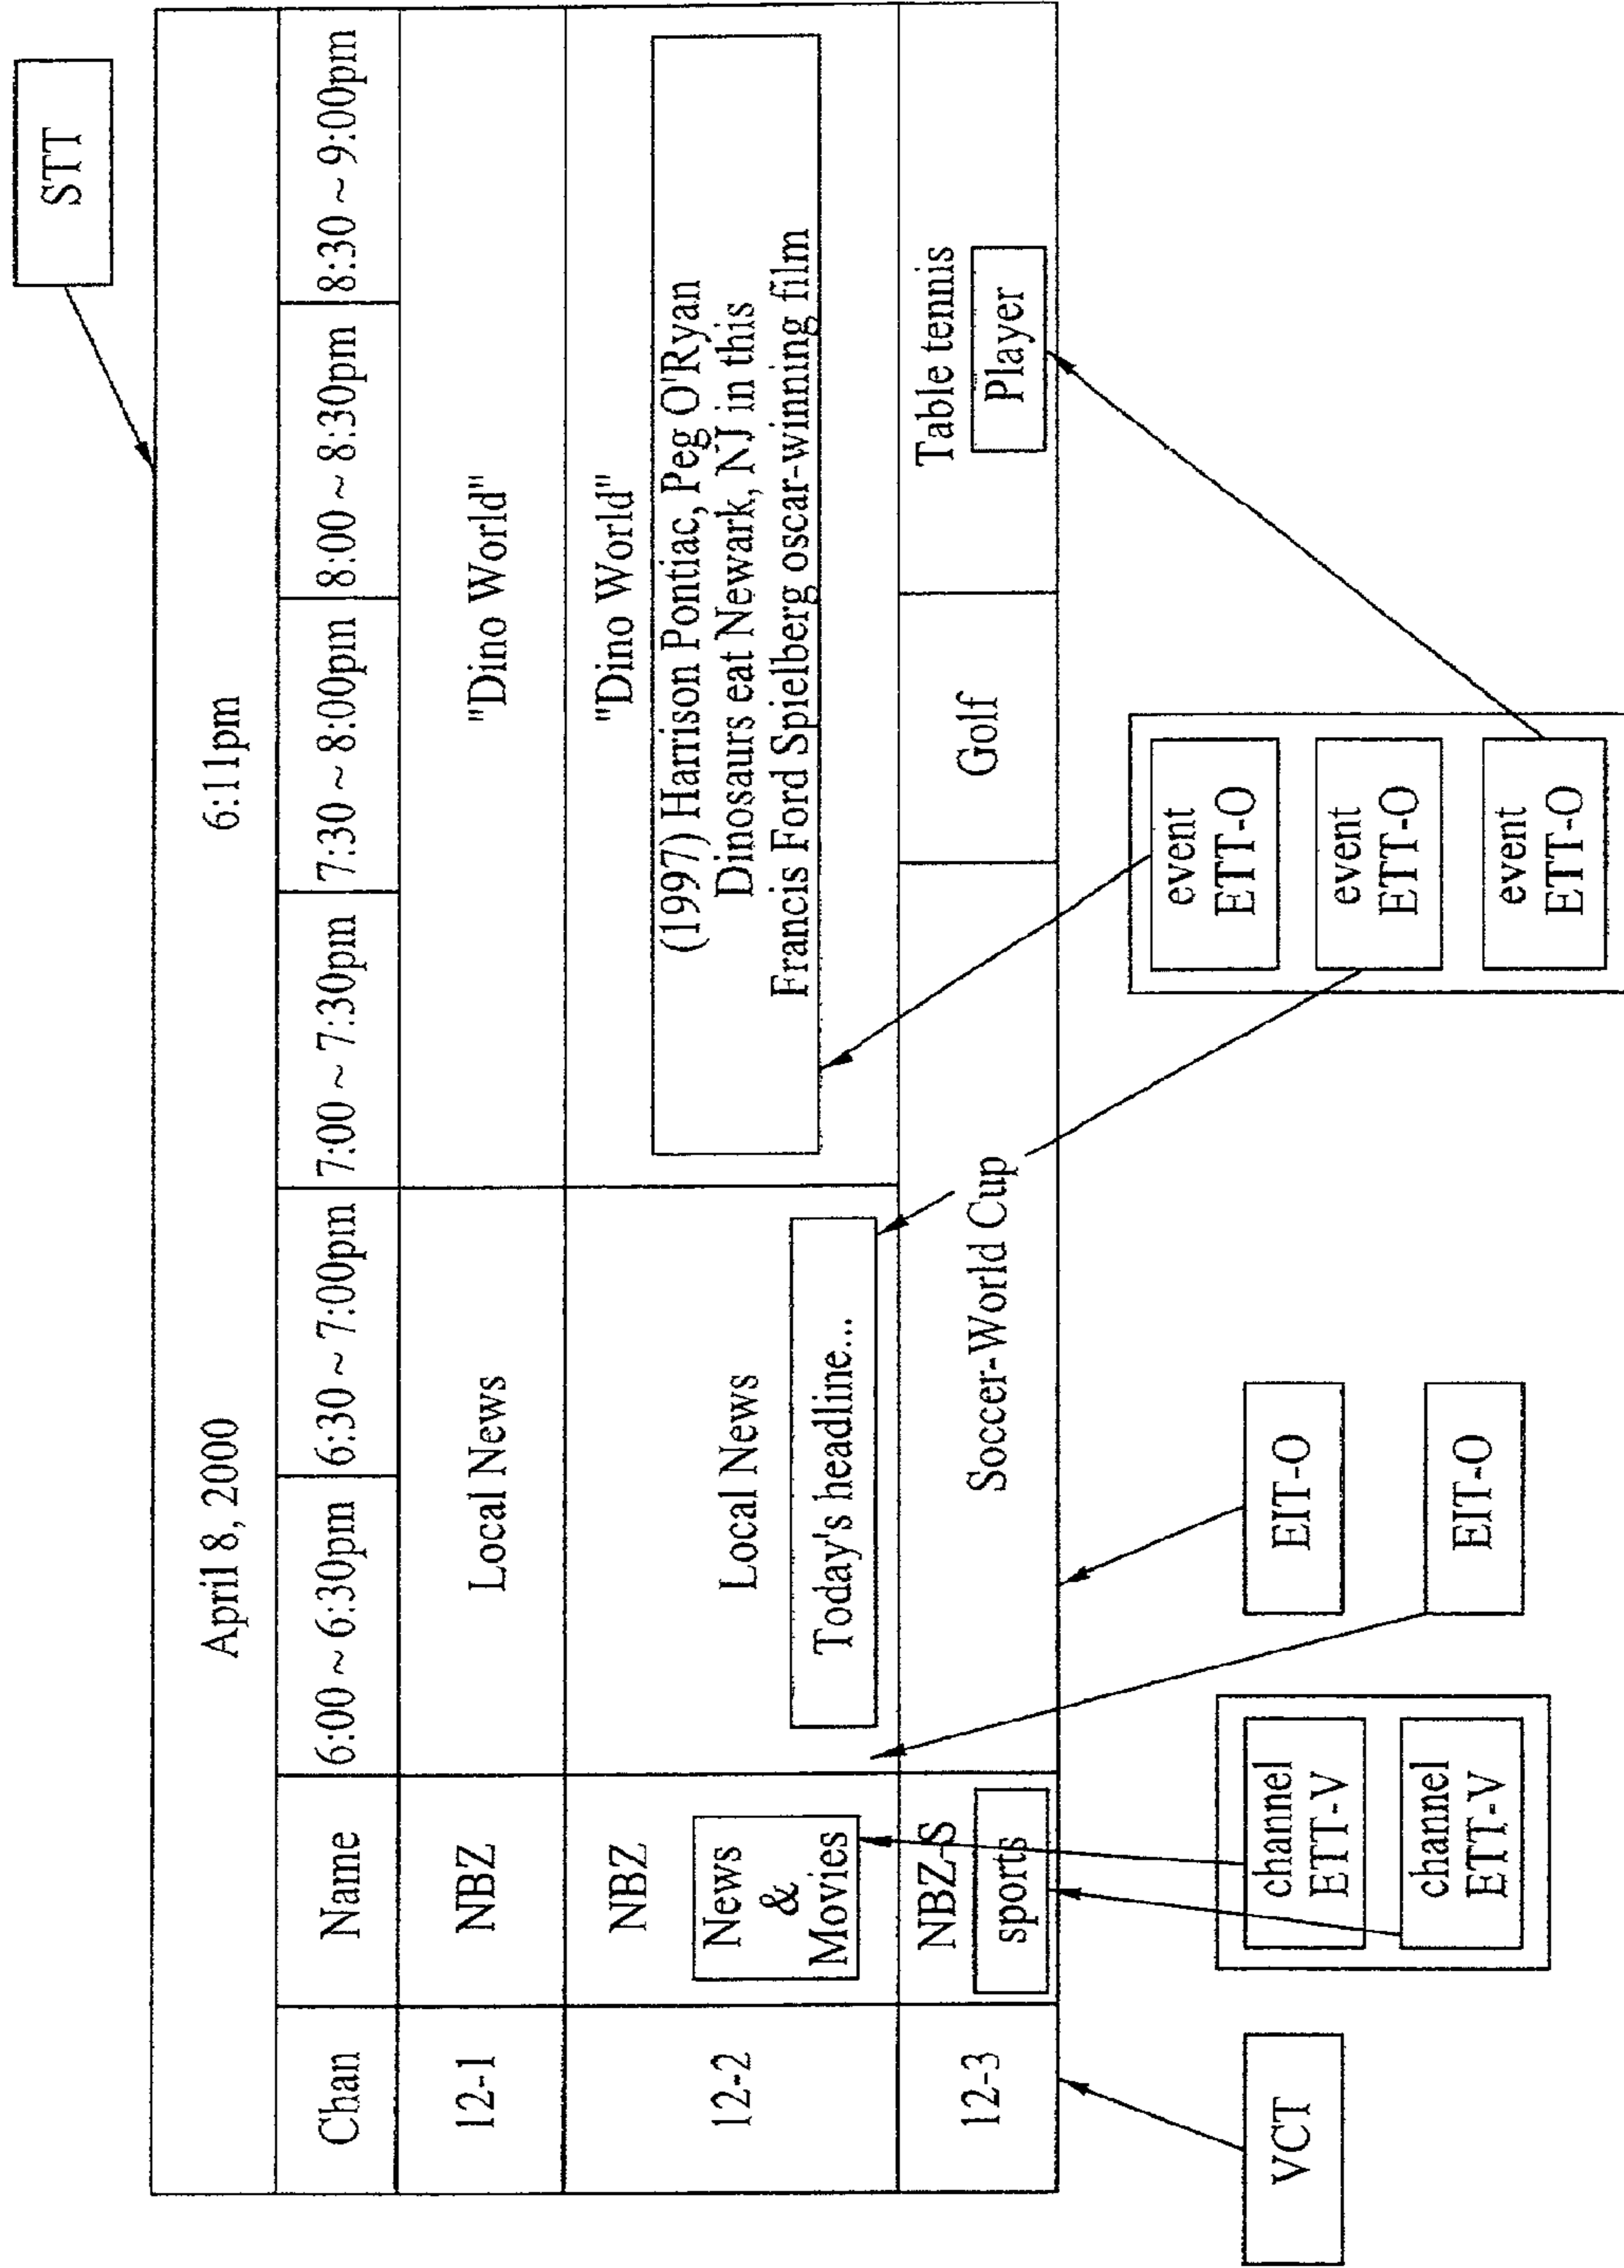 STT
April 8, 2000 6:11pm
Chan Name 6:00 ~ 6:30pm 6:30 ~ 7:00pm 7:00 ~ 7:30pm 7:30 ~ 8:00pm 8:00 ~ 8:30pm 8:30 ~ 9:00pm
12-1 NBZ Local News "Dino World"
12-2 NBZ Local News "Dino World"
News
&
Movies
Today's headline...
(1997) Harrison Pontiac, Peg O'Ryan
Dinosaurs eat Newark, NJ in this
Francis Ford Spielberg oscar-winning film
12-3 NBZ-S Soccer-World Cup Golf Table tennis
sports
Player
VCT
channel
ETT-V
channel
ETT-V
EIT-O
EIT-O
event
ETT-O
event
ETT-O
event
ETT-O